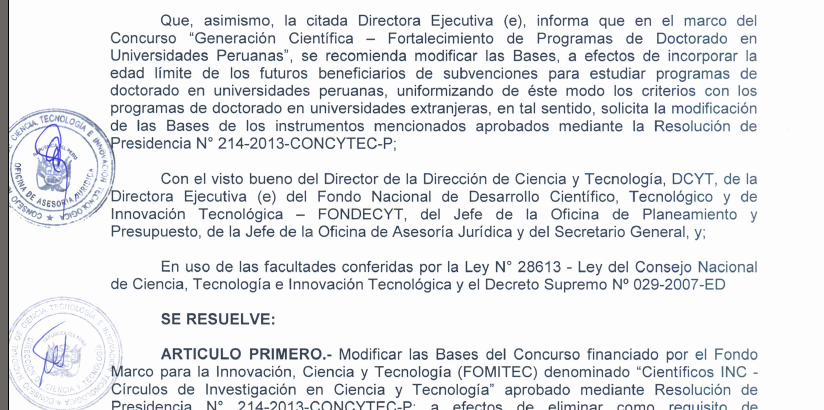 Que, asimismo, la citada Directora Ejecutiva (e), informa que en el marco del
Concurso “Generación Científica – Fortalecimiento de Programas de Doctorado en
Universidades Peruanas”, se recomienda modificar las Bases, a efectos de incorporar la
edad límite de los futuros beneficiarios de subvenciones para estudiar programas de
doctorado en universidades peruanas, uniformizando de éste modo los criterios con los
programas de doctorado en universidades extranjeras, en tal sentido, solicita la modificación
de las Bases de los instrumentos mencionados aprobados mediante la Resolución de
Presidencia N° 214-2013-CONCYTEC-P;
Con el visto bueno del Director de la Dirección de Ciencia y Tecnología, DCYT, de la
Directora Ejecutiva (e) del Fondo Nacional de Desarrollo Científico, Tecnológico y de
Innovación Tecnológica – FONDECYT, del Jefe de la Oficina de Planeamiento y
Presupuesto, de la Jefe de la Oficina de Asesoría Jurídica y del Secretario General, y;
En uso de las facultades conferidas por la Ley N° 28613 - Ley del Consejo Nacional
de Ciencia, Tecnología e Innovación Tecnológica y el Decreto Supremo Nº 029-2007-ED
SE RESUELVE:
ARTICULO PRIMERO.- Modificar las Bases del Concurso financiado por el Fondo
Marco para la Innovación, Ciencia y Tecnología (FOMITEC) denominado “Científicos INC -
Círculos de Investigación en Ciencia y Tecnología” aprobado mediante Resolución de
Presidencia N° 214-2013-CONCYTEC-P; a efectos de eliminar como requisito de
CONSEJO NACIONAL DE CIENCIA, TECNOLOGÍA E INNOVACIÓN TECNOLÓGICA
OFICINA DE ASESORÍA JURÍDICA